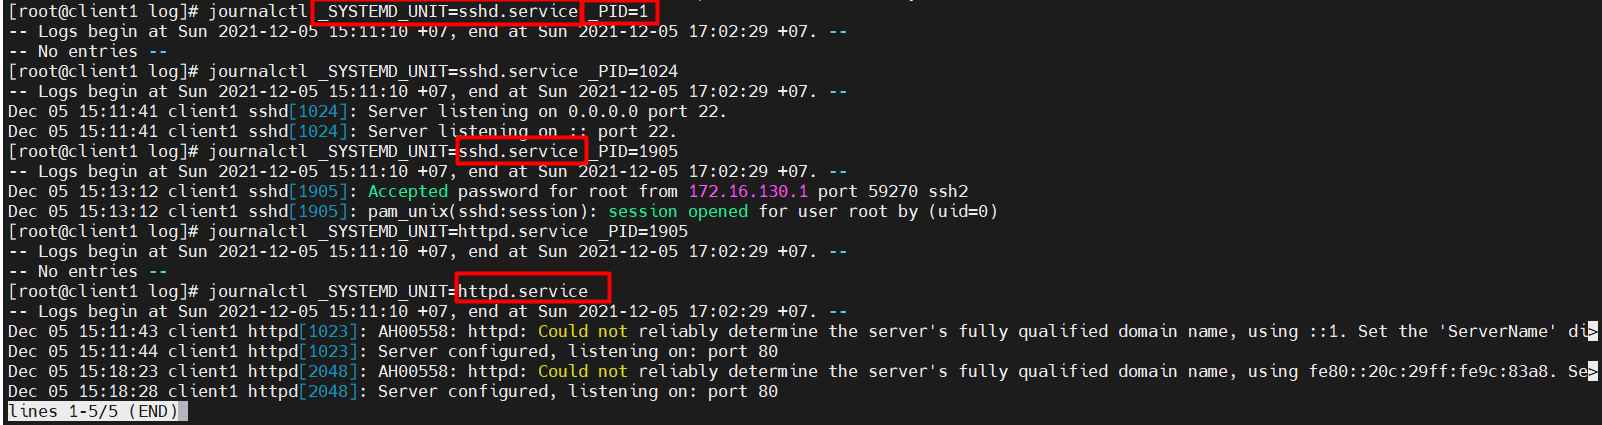 [root@client1 log]# journalctl _SYSTEMD_UNIT=sshd.service _PID=1
-- Logs begin at Sun 2021-12-05 15:11:10 +07, end at Sun 2021-12-05 17:02:29 +07. --
-- No entries --
[root@client1 log]# journalctl _SYSTEMD_UNIT=sshd.service _PID=1024
-- Logs begin at Sun 2021-12-05 15:11:10 +07, end at Sun 2021-12-05 17:02:29 +07. --
Dec 05 15:11:41 client1 sshd[1024]: Server listening on 0.0.0.0 port 22.
Dec 05 15:11:41 client1 sshd[1024]: Server listening on :: port 22.
[root@client1 log]# journalctl _SYSTEMD_UNIT=sshd.service _PID=1905
-- Logs begin at Sun 2021-12-05 15:11:10 +07, end at Sun 2021-12-05 17:02:29 +07. --
Dec 05 15:13:12 client1 sshd[1905]: Accepted password for root from 172.16.130.1 port 59270 ssh2
Dec 05 15:13:12 client1 sshd[1905]: pam_unix(sshd:session): session opened for user root by (uid=0)
[root@client1 log]# journalctl _SYSTEMD_UNIT=httpd.service _PID=1905
-- Logs begin at Sun 2021-12-05 15:11:10 +07, end at Sun 2021-12-05 17:02:29 +07. --
-- No entries --
[root@client1 log]# journalctl _SYSTEMD_UNIT=httpd.service
-- Logs begin at Sun 2021-12-05 15:11:10 +07, end at Sun 2021-12-05 17:02:29 +07. --
Dec 05 15:11:43 client1 httpd[1023]: AH00558: httpd: Could not reliably determine the server's fully qualified domain name, using ::1. Set the 'ServerName' di>
Dec 05 15:11:44 client1 httpd[1023]: Server configured, listening on: port 80
Dec 05 15:18:23 client1 httpd[2048]: AH00558: httpd: Could not reliably determine the server's fully qualified domain name, using fe80::20c:29ff:fe9c:83a8. Se>
Dec 05 15:18:28 client1 httpd[2048]: Server configured, listening on: port 80
lines 1-5/5 (END)